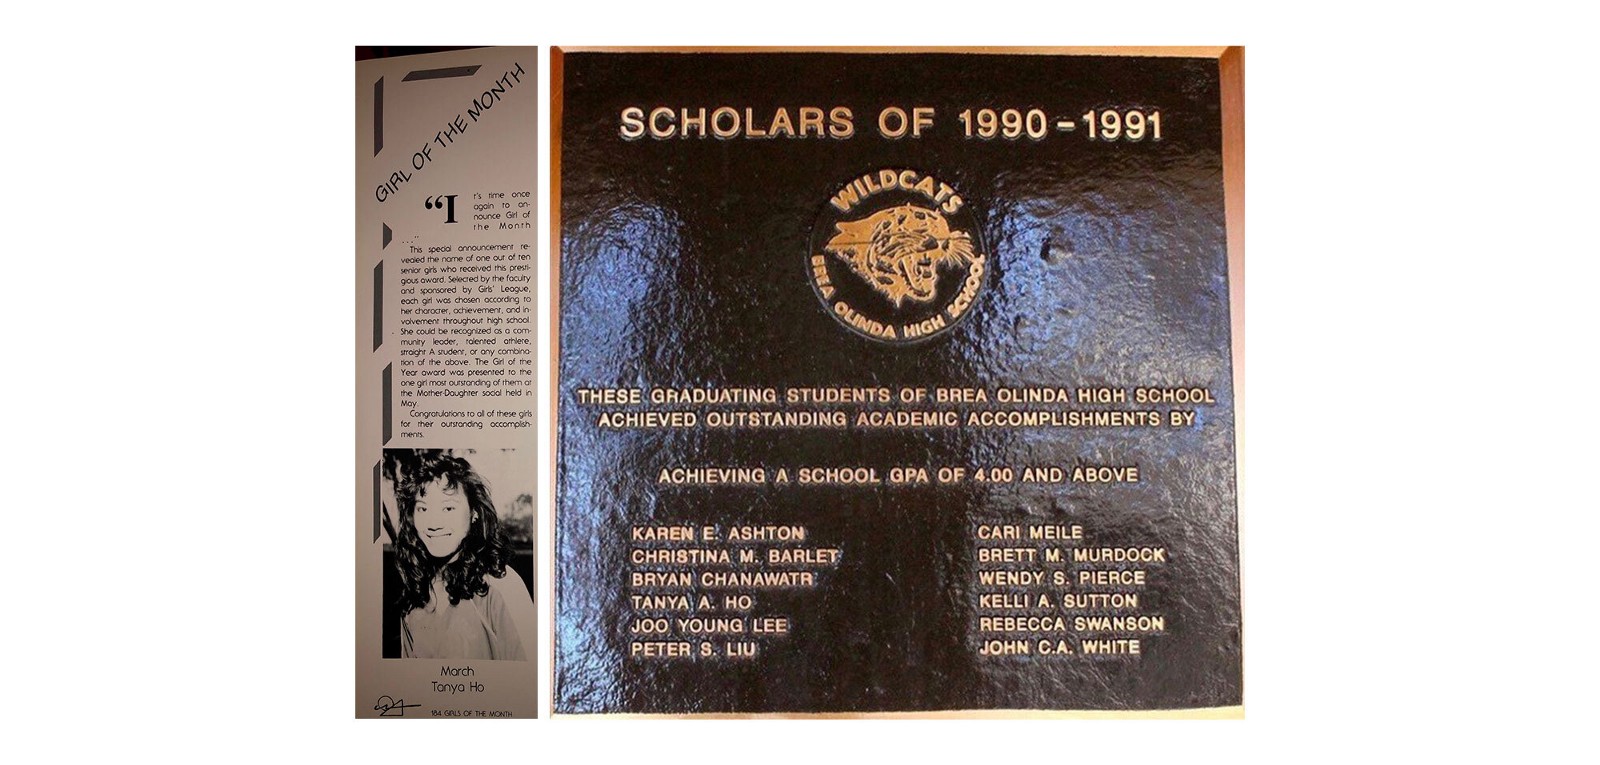 GIRL OF THE MONTH
“I
T's time once
again to an-
nounce Girl of
the Month
. . .”
This special announcement re-
vealed the name of one out of ten
senior girls who received this presti-
gious award. Selected by the faculty
and sponsored by Girls' League,
each girl was chosen according to
her character, achievement, and in-
volvement throughout high school.
She could be recognized as a com-
munity leader, talented athlete,
straight A student, or any combina-
tion of the above. The Girl of the
Year award was presented to the
one girl most outstanding of them at
the Mother-Daughter social held in
May.
Congratulations to all of these girls
for their outstanding accomplish-
ments.
March
Tanya Ho
184 GIRLS OF THE MONTH
SCHOLARS OF 1990-1991
WILDCATS
BREA OLINDA HIGH SCHOOL
THESE GRADUATING STUDENTS OF BREA OLINDA HIGH SCHOOL
ACHIEVED OUTSTANDING ACADEMIC ACCOMPLISHMENTS BY
ACHIEVING A SCHOOL GPA OF 4.00 AND ABOVE
KAREN E. ASHTON
CHRISTINA M. BARLET
BRYAN CHANAWATR
TANYA A. HO
JOO YOUNG LEE
PETER S. LIU
CARI MEILE
BRETT M. MURDOCK
WENDY S. PIERCE
KELLI A. SUTTON
REBECCA SWANSON
JOHN C.A. WHITE